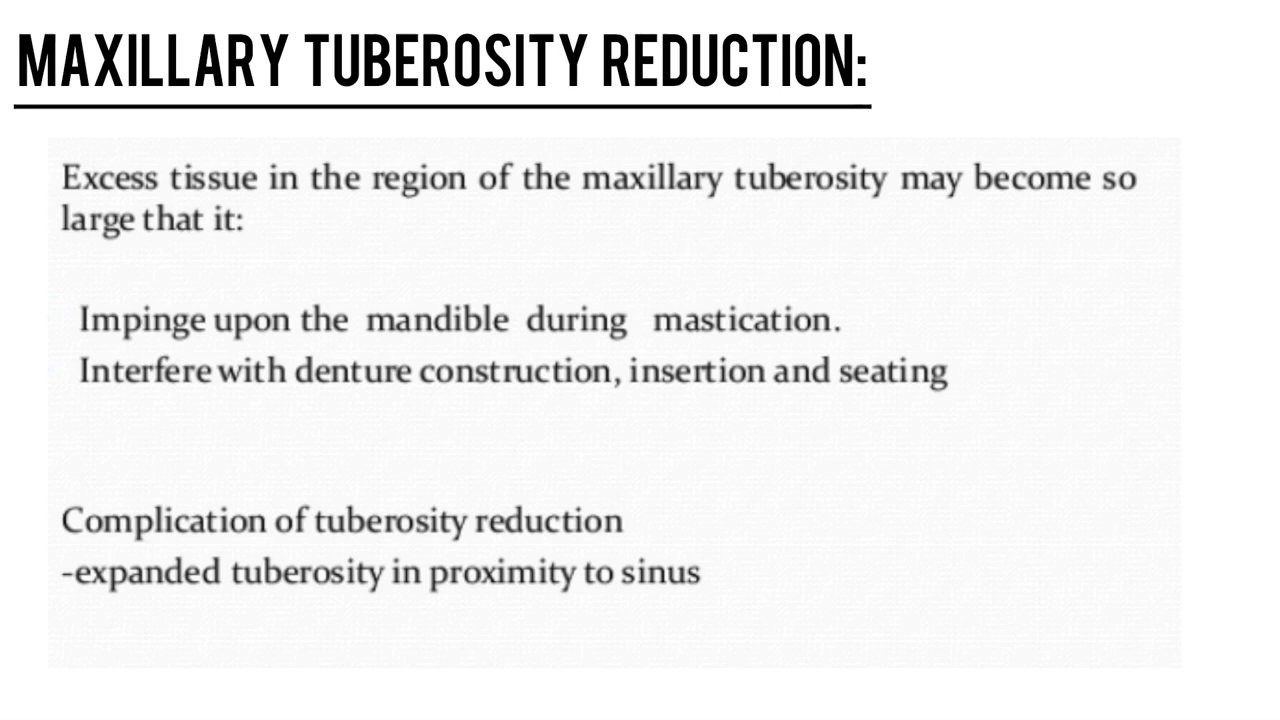 MAXILLARY TUBEROSITY REDUCTION:
Excess tissue in the region of the maxillary tuberosity may become so
large that it:
Impinge upon the mandible during mastication.
Interfere with denture construction, insertion and seating
Complication of tuberosity reduction
-expanded tuberosity in proximity to sinus